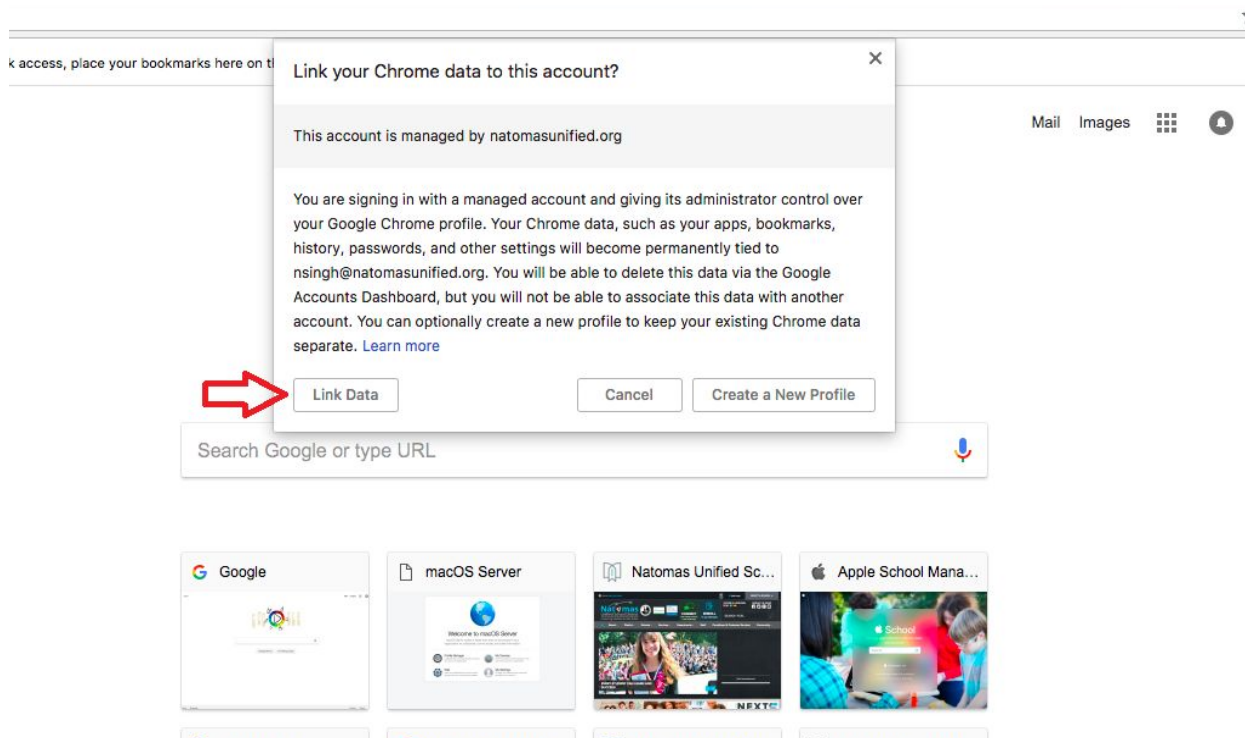 k access, place your bookmarks here on t
Link your Chrome data to this account?
This account is managed by natomasunified.org
Mail Images
You are signing in with a managed account and giving its administrator control over
your Google Chrome profile. Your Chrome data, such as your apps, bookmarks,
history, passwords, and other settings will become permanently tied to
nsingh@natomasunified.org. You will be able to delete this data via the Google
Accounts Dashboard, but you will not be able to associate this data with another
account. You can optionally create a new profile to keep your existing Chrome data
separate. Learn more
Link Data Cancel Create a New Profile
Search Google or type URL
Google macOS Server Natomas Unified Sc... Apple School Mana...
Welcome to macOS Server
Natomas
School
NEXT